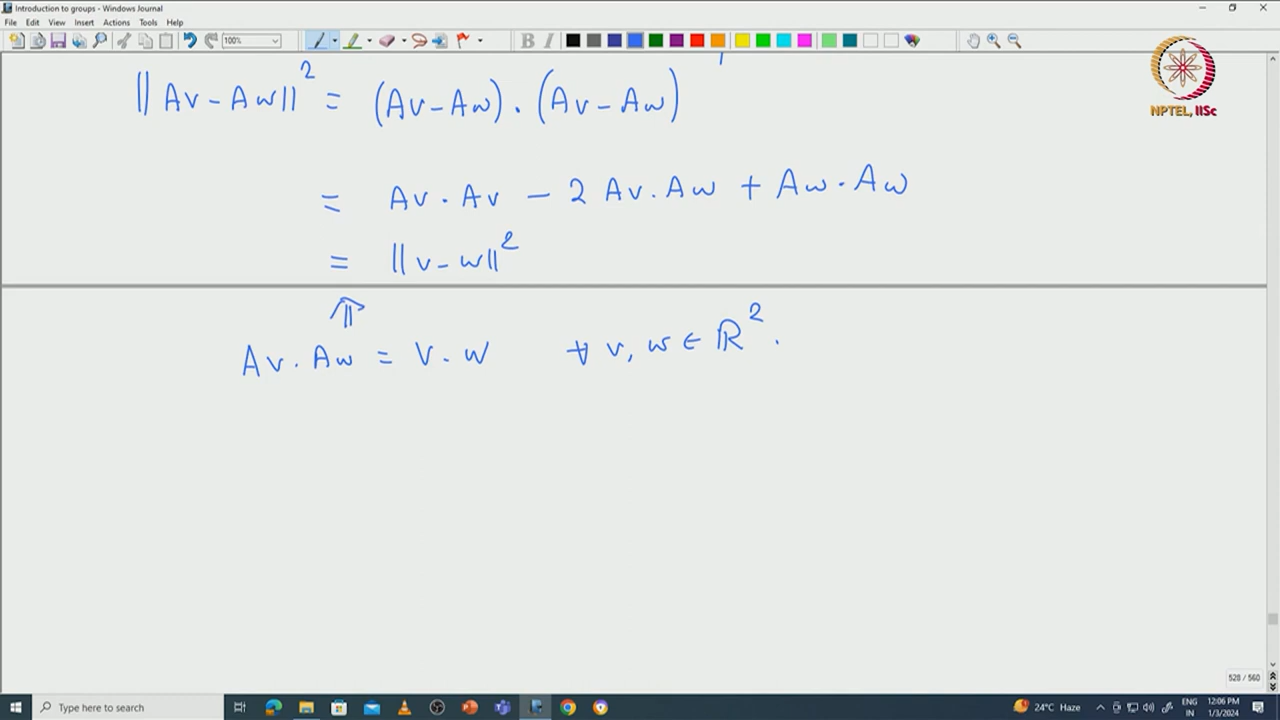 Introduction to groups - Windows Journal
File Edit View Insert Actions Tools Help
100%
B I
NPTEL, IISc
||Av - Aw||² = (Av - Aw) · (Av - Aw)
= Av · Av - 2 Av · Aw + Aw · Aw
= ||v - w||²
⇑
Av · Aw = v · w ∀ v, w ∈ ℝ².
528 / 560
Type here to search
24°C Haze
ENG
IN
12:06 PM
1/3/2024